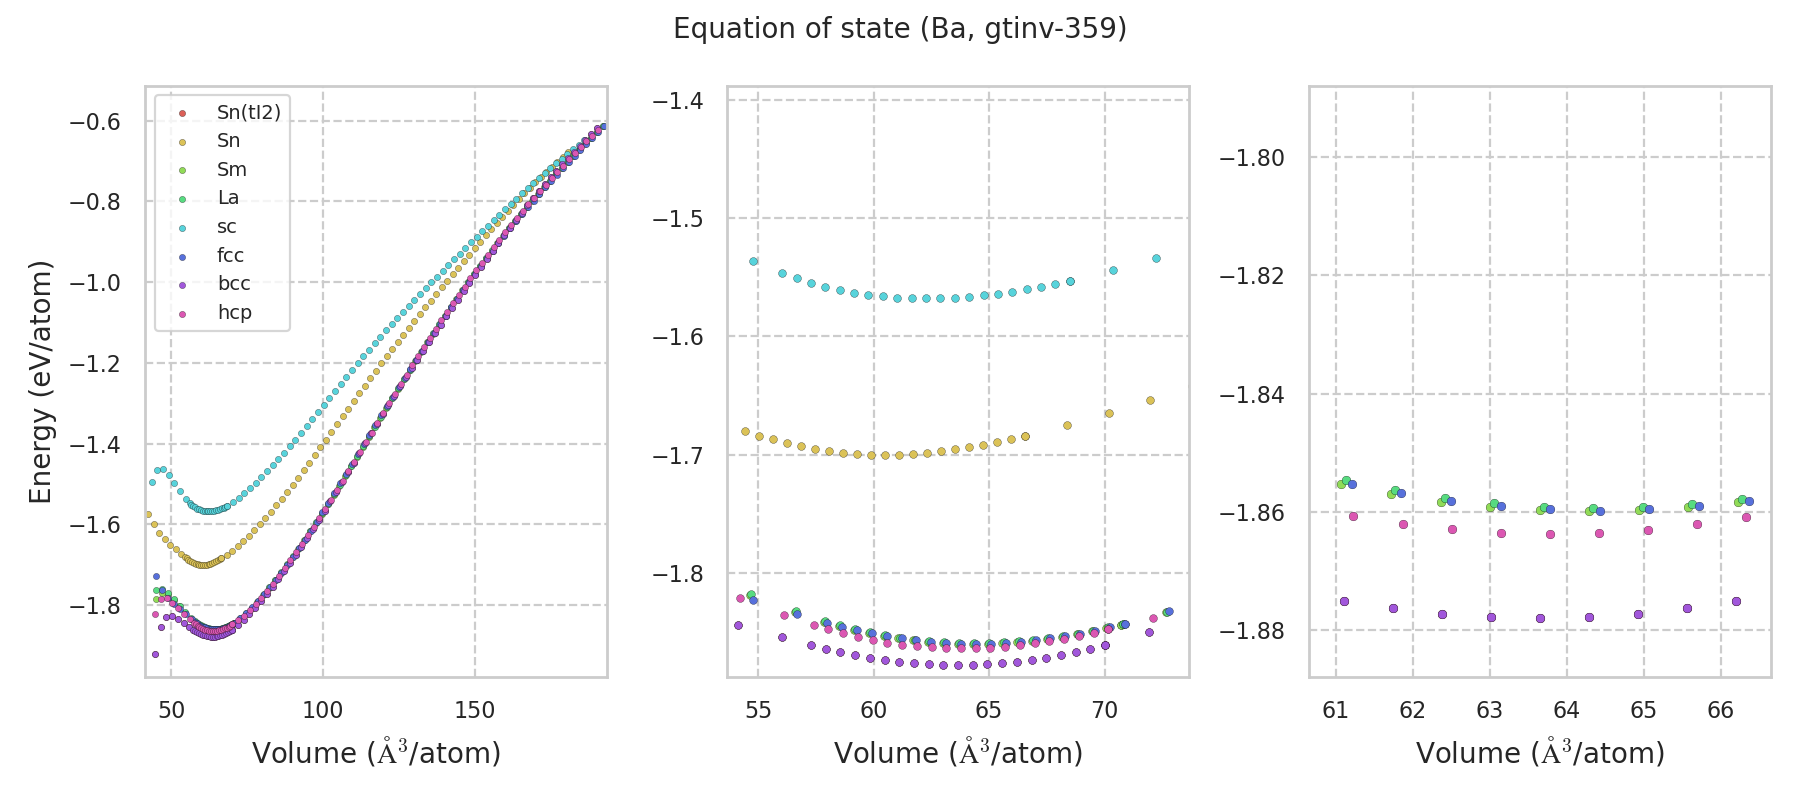 Equation of state (Ba, gtinv-359)
Energy (eV/atom)
−0.6
−0.8
−1.0
−1.2
−1.4
−1.6
−1.8
Sn(tI2)
Sn
Sm
La
sc
fcc
bcc
hcp
50 100 150
Volume (Å³/atom)
−1.4
−1.5
−1.6
−1.7
−1.8
55 60 65 70
Volume (Å³/atom)
−1.80
−1.82
−1.84
−1.86
−1.88
61 62 63 64 65 66
Volume (Å³/atom)